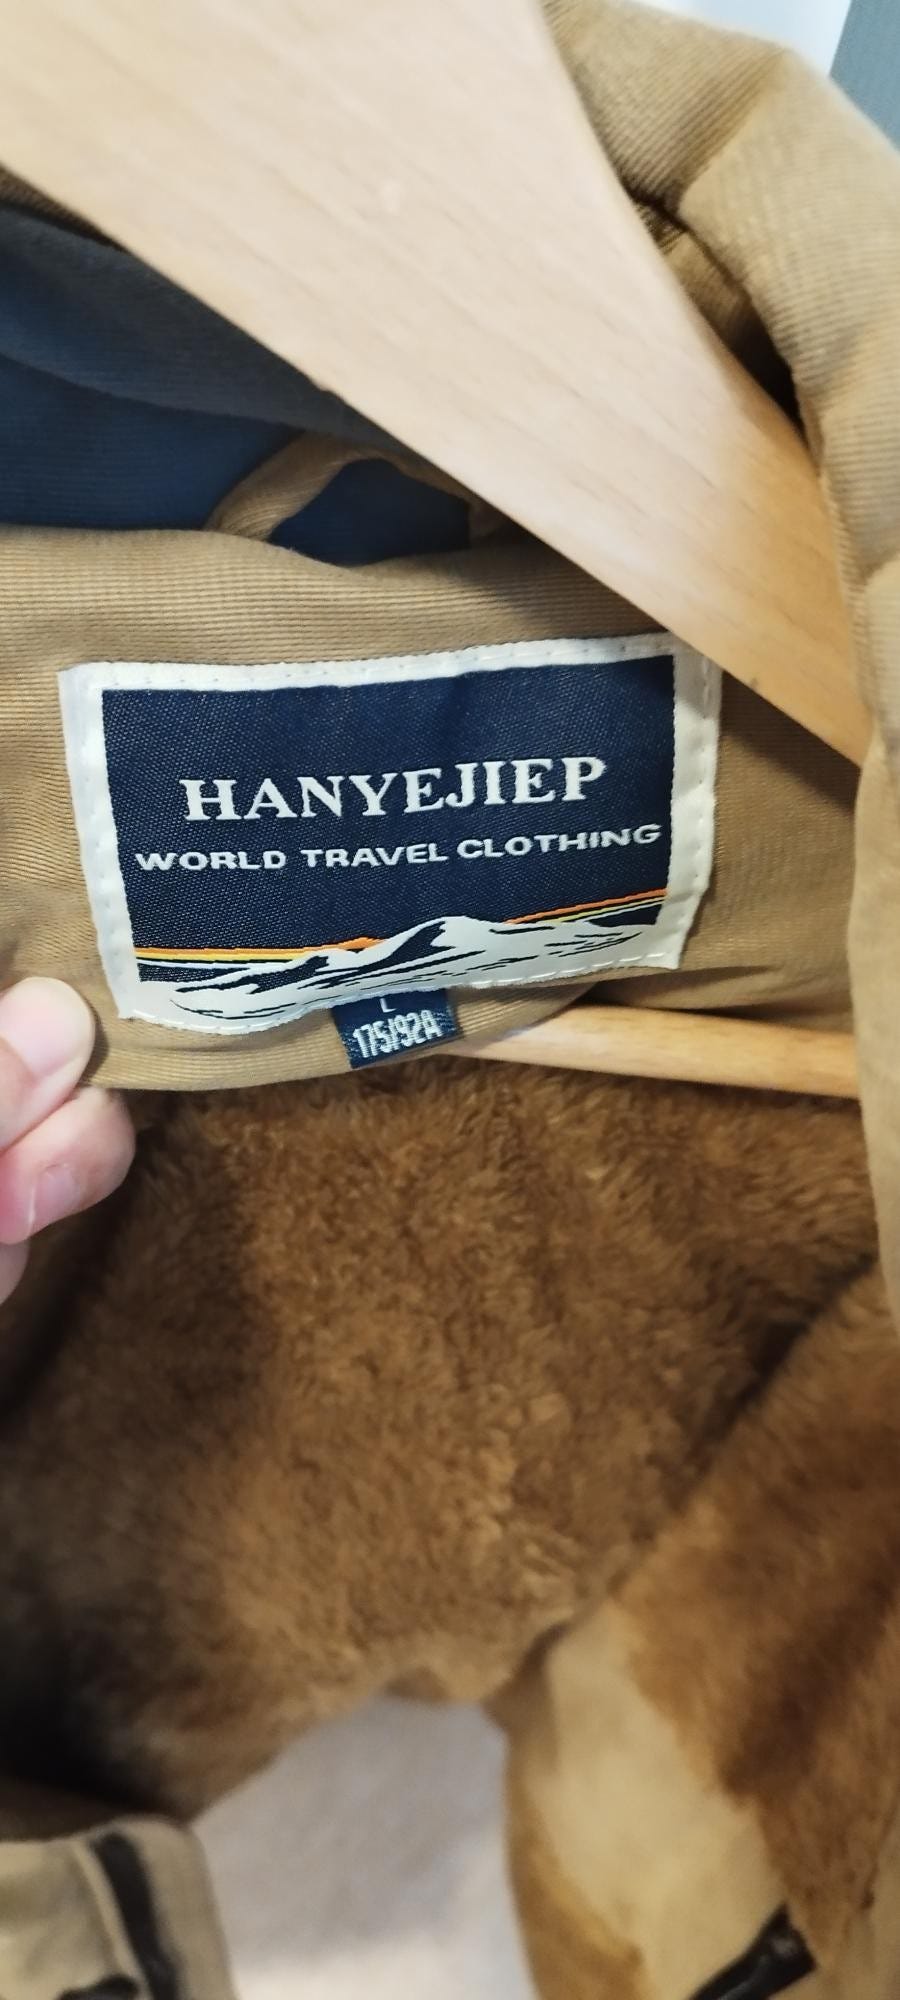 HANYEJIEP
WORLD TRAVEL CLOTHING
L
175/92A